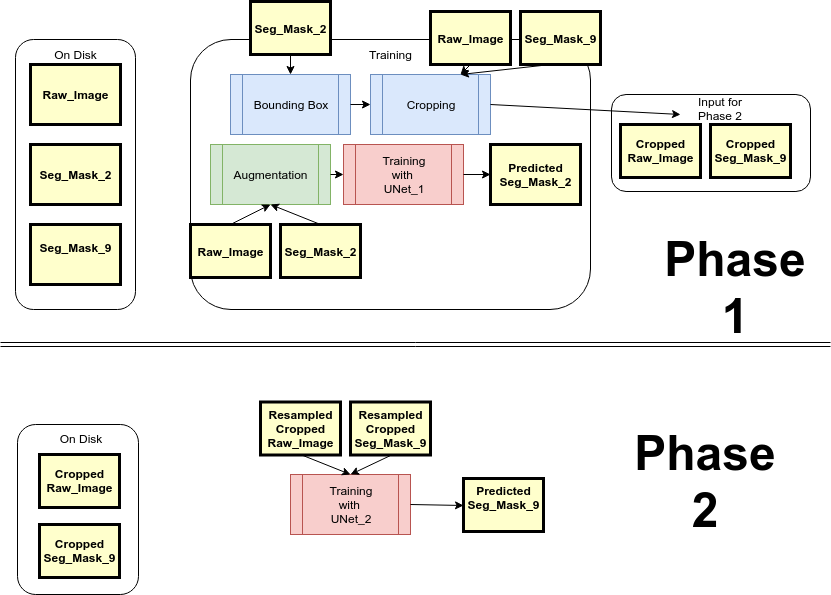 Seg_Mask_2
On Disk
Training
Raw_Image
Seg_Mask_9
Raw_Image
Bounding Box
Cropping
Input for
Phase 2
Cropped
Raw_Image
Cropped
Seg_Mask_9
Seg_Mask_2
Augmentation
Training
with
UNet_1
Predicted
Seg_Mask_2
Seg_Mask_9
Raw_Image
Seg_Mask_2
Phase
1
On Disk
Cropped
Raw_Image
Cropped
Seg_Mask_9
Resampled
Cropped
Raw_Image
Resampled
Cropped
Seg_Mask_9
Training
with
UNet_2
Predicted
Seg_Mask_9
Phase
2